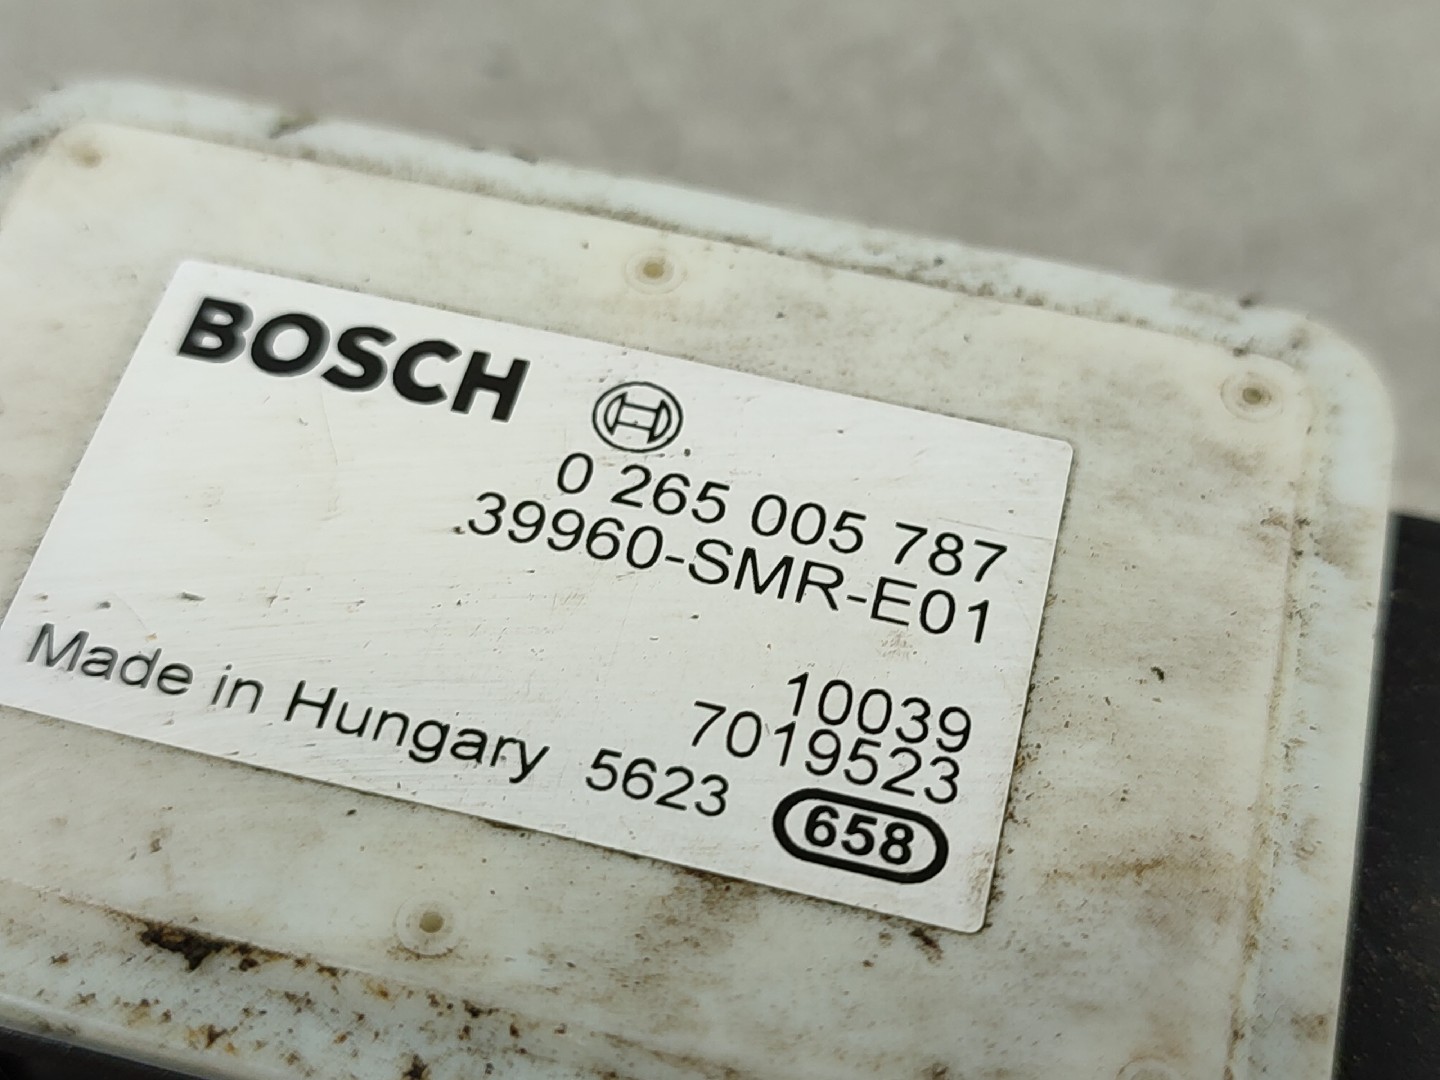 BOSCH
0 265 005 787
39960-SMR-E01
10039
7019523
Made in Hungary 5623 658